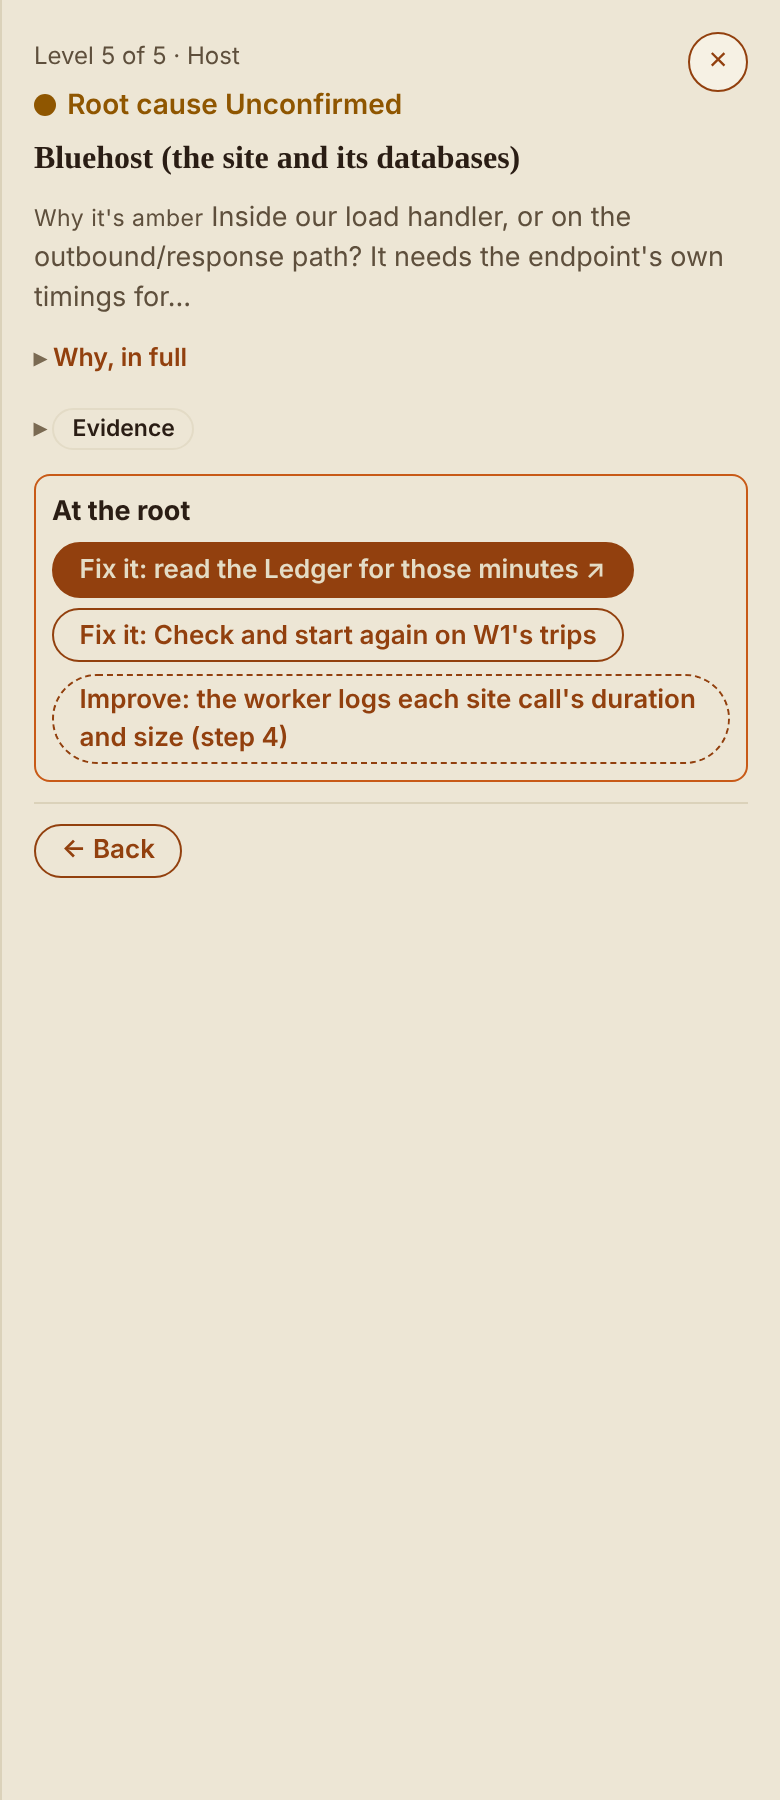 Level 5 of 5 · Host
×
Root cause Unconfirmed
Bluehost (the site and its databases)
Why it's amber Inside our load handler, or on the
outbound/response path? It needs the endpoint's own
timings for...
▶ Why, in full
▶ Evidence
At the root
Fix it: read the Ledger for those minutes ↗
Fix it: Check and start again on W1's trips
Improve: the worker logs each site call's duration
and size (step 4)
← Back